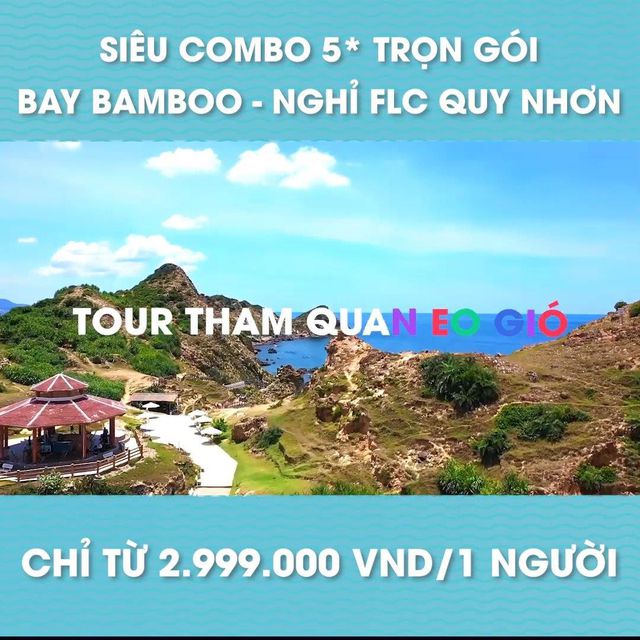 SIÊU COMBO 5* TRỌN GÓI
BAY BAMBOO - NGHỈ FLC QUY NHƠN
TOUR THAM QUAN EO GIÓ
CHỈ TỪ 2.999.000 VND/1 NGƯỜI